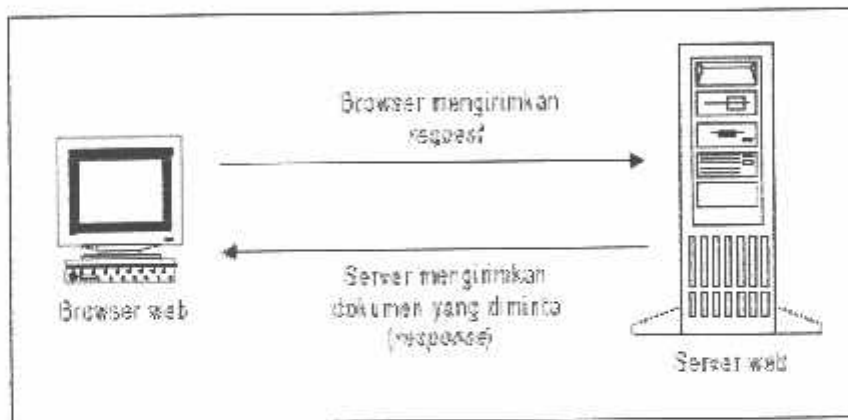 Browser mengirimkan
request
Server mengirimkan
dokumen yang diminta
(response)
Browser web
Server web